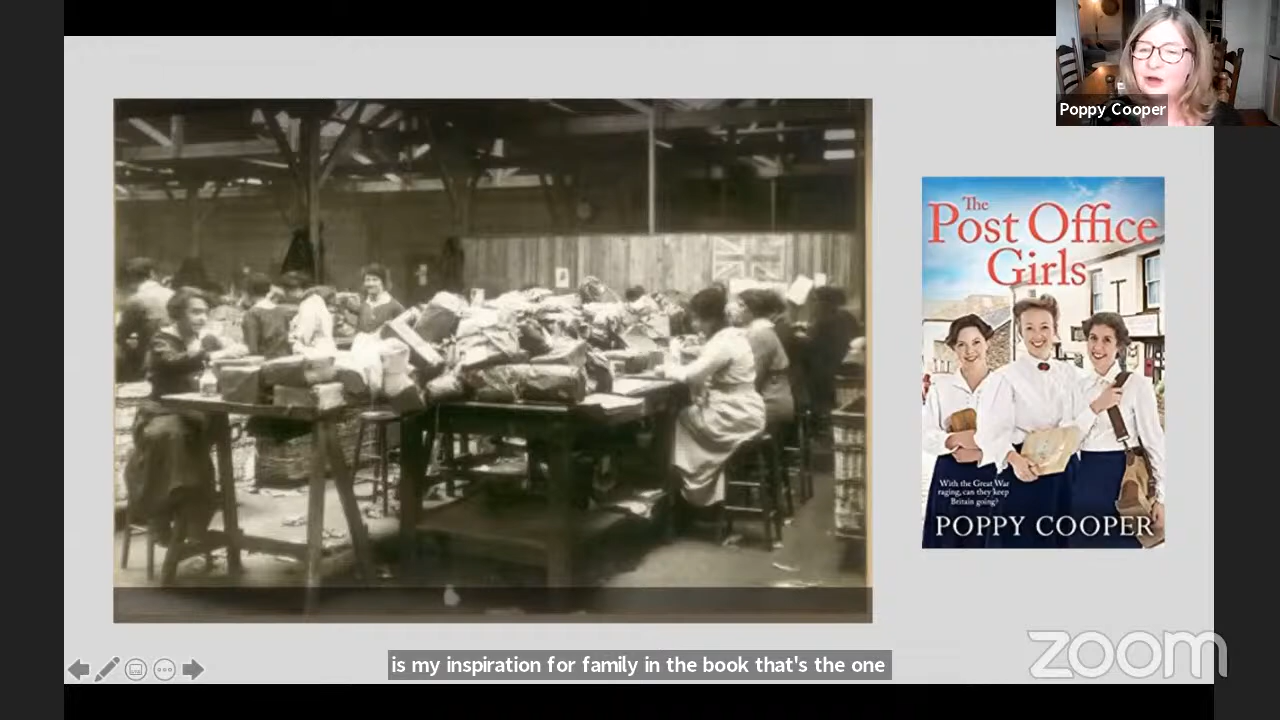 Poppy Cooper
The
Post Office
Girls
With the Great War
raging, can they keep
Britain going?
POPPY COOPER
is my inspiration for family in the book that's the one
zoom